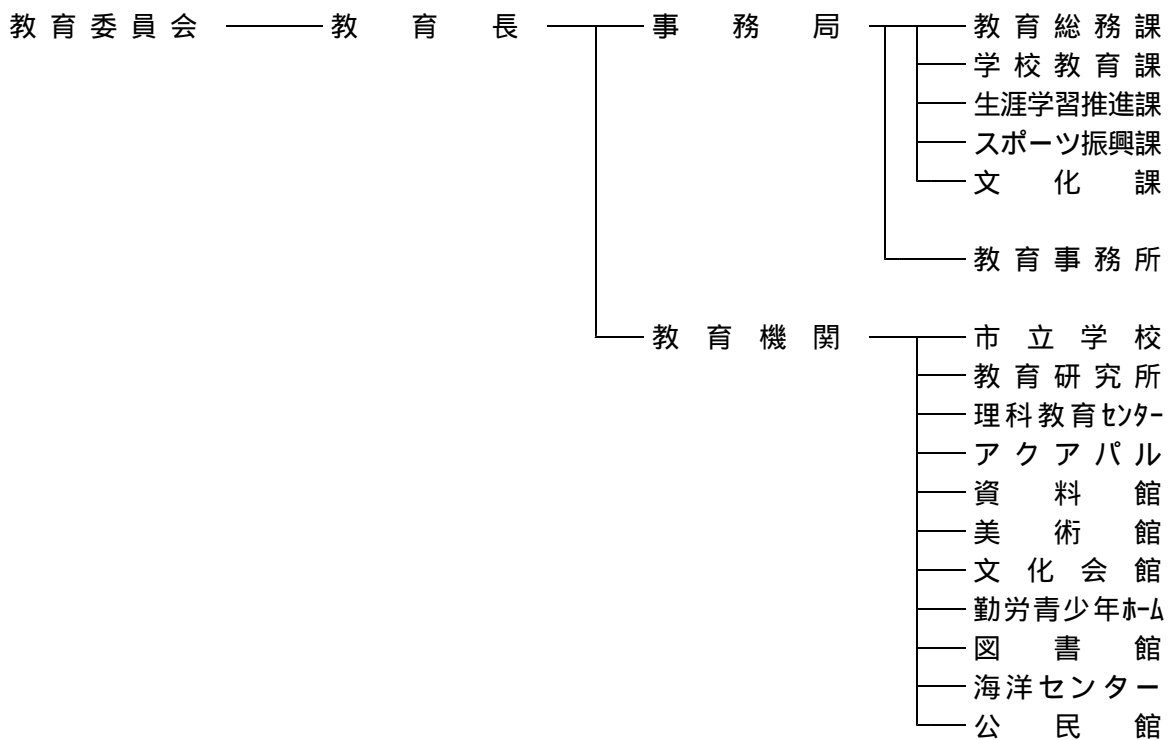 教育委員会 教育長 事務局 教育総務課
学校教育課
生涯学習推進課
スポーツ振興課
文化課
教育事務所
教育機関 市立学校
教育研究所
理科教育ｾﾝﾀｰ
アクアパル
資料館
美術館
文化会館
勤労青少年ﾎｰﾑ
図書館
海洋センター
公民館